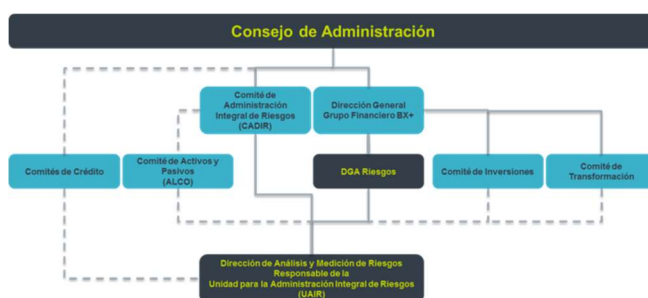 Consejo de Administración
Comité de
Administración
Integral de Riesgos
(CADIR)
Dirección General
Grupo Financiero BX+
Comités de Crédito
Comité de Activos y
Pasivos
(ALCO)
DGA Riesgos
Comité de Inversiones
Comité de
Transformación
Dirección de Análisis y Medición de Riesgos
Responsable de la
Unidad para la Administración Integral de Riesgos
(UAIR)